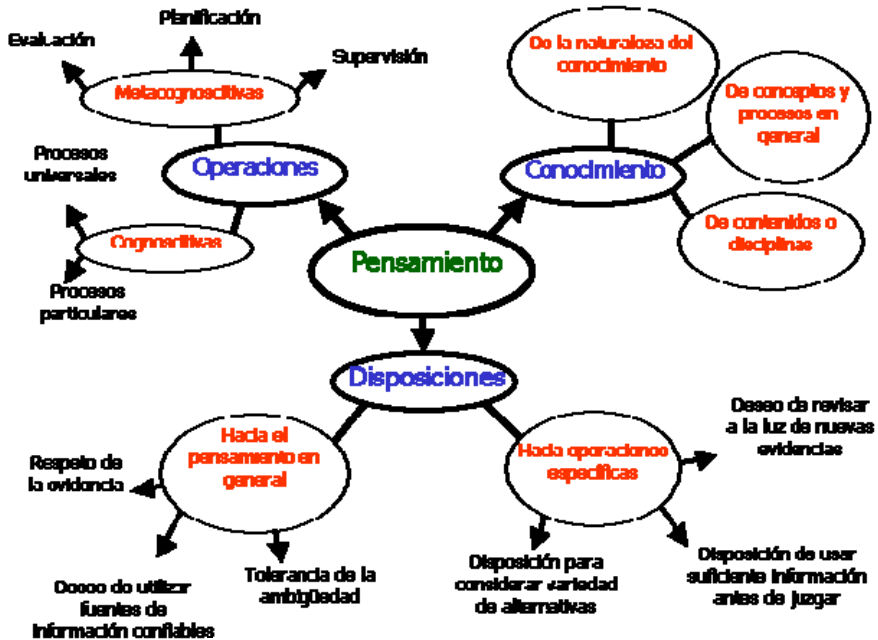 Planificación
Evaluación
Supervisión
Metacognoscitivas
Operaciones
Procesos
universales
Cognoscitivas
Procesos
particulares
De la naturaleza del
conocimiento
De conceptos y
procesos en
general
Conocimiento
De contenidos o
disciplinas
Pensamiento
Disposiciones
Hacia el
pensamiento en
general
Respeto de
la evidencia
Deseo de utilizar
fuentes de
información confiables
Tolerancia de la
ambigüedad
Hacia operaciones
específicas
Deseo de revisar
a la luz de nuevas
evidencias
Disposición para
considerar variedad
de alternativas
Disposición de usar
suficiente información
antes de juzgar